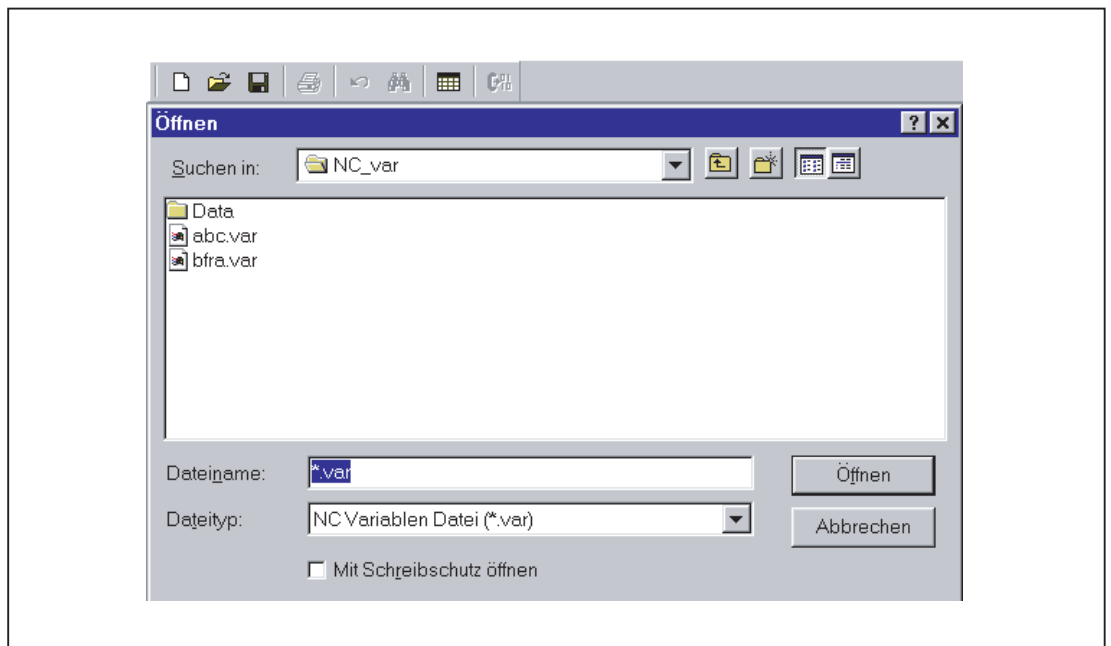 Öffnen
Suchen in: NC_var
Data
abc.var
bfra.var
Dateiname: *.var Öffnen
Dateityp: NC Variablen Datei (*.var) Abbrechen
Mit Schreibschutz öffnen